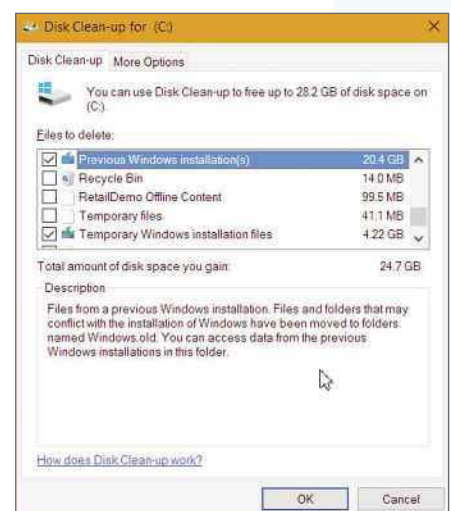 Disk Clean-up for (C:)
Disk Clean-up More Options
You can use Disk Clean-up to free up to 28.2 GB of disk space on
(C:).
Files to delete:
Previous Windows installation(s) 20.4 GB
Recycle Bin 14.0 MB
RetailDemo Offline Content 99.5 MB
Temporary files 41.1 MB
Temporary Windows installation files 4.22 GB
Total amount of disk space you gain: 24.7 GB
Description
Files from a previous Windows installation. Files and folders that may
conflict with the installation of Windows have been moved to folders
named Windows.old. You can access data from the previous
Windows installations in this folder.
How does Disk Clean-up work?
OK Cancel